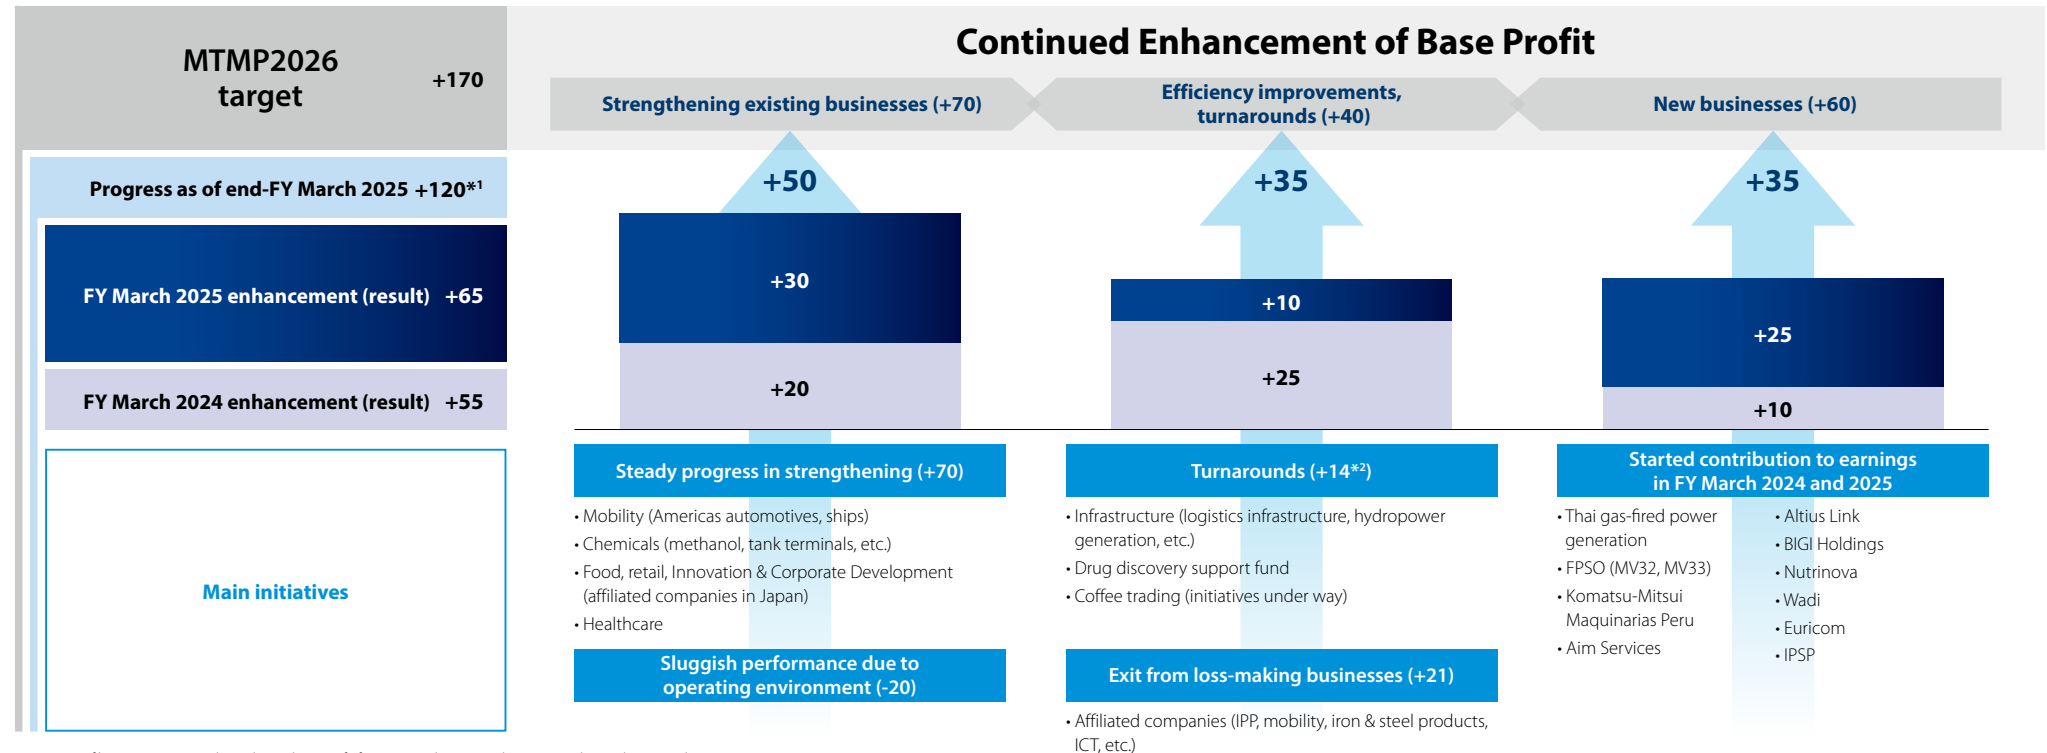 MTMP2026
target
+170
Continued Enhancement of Base Profit
Strengthening existing businesses (+70)
Efficiency improvements,
turnarounds (+40)
New businesses (+60)
Progress as of end-FY March 2025 +120*1
+50
+35
+35
FY March 2025 enhancement (result) +65
+30
+10
+25
FY March 2024 enhancement (result) +55
+20
+25
+10
Main initiatives
Steady progress in strengthening (+70)
• Mobility (Americas automotives, ships)
• Chemicals (methanol, tank terminals, etc.)
• Food, retail, Innovation & Corporate Development
(affiliated companies in Japan)
• Healthcare
Sluggish performance due to
operating environment (-20)
Turnarounds (+14*2)
• Infrastructure (logistics infrastructure, hydropower
generation, etc.)
• Drug discovery support fund
• Coffee trading (initiatives under way)
Exit from loss-making businesses (+21)
• Affiliated companies (IPP, mobility, iron & steel products,
ICT, etc.)
Started contribution to earnings
in FY March 2024 and 2025
• Thai gas-fired power
generation
• FPSO (MV32, MV33)
• Komatsu-Mitsui
Maquinarias Peru
• Aim Services
• Altius Link
• BIGI Holdings
• Nutrinova
• Wadi
• Euricom
• IPSP